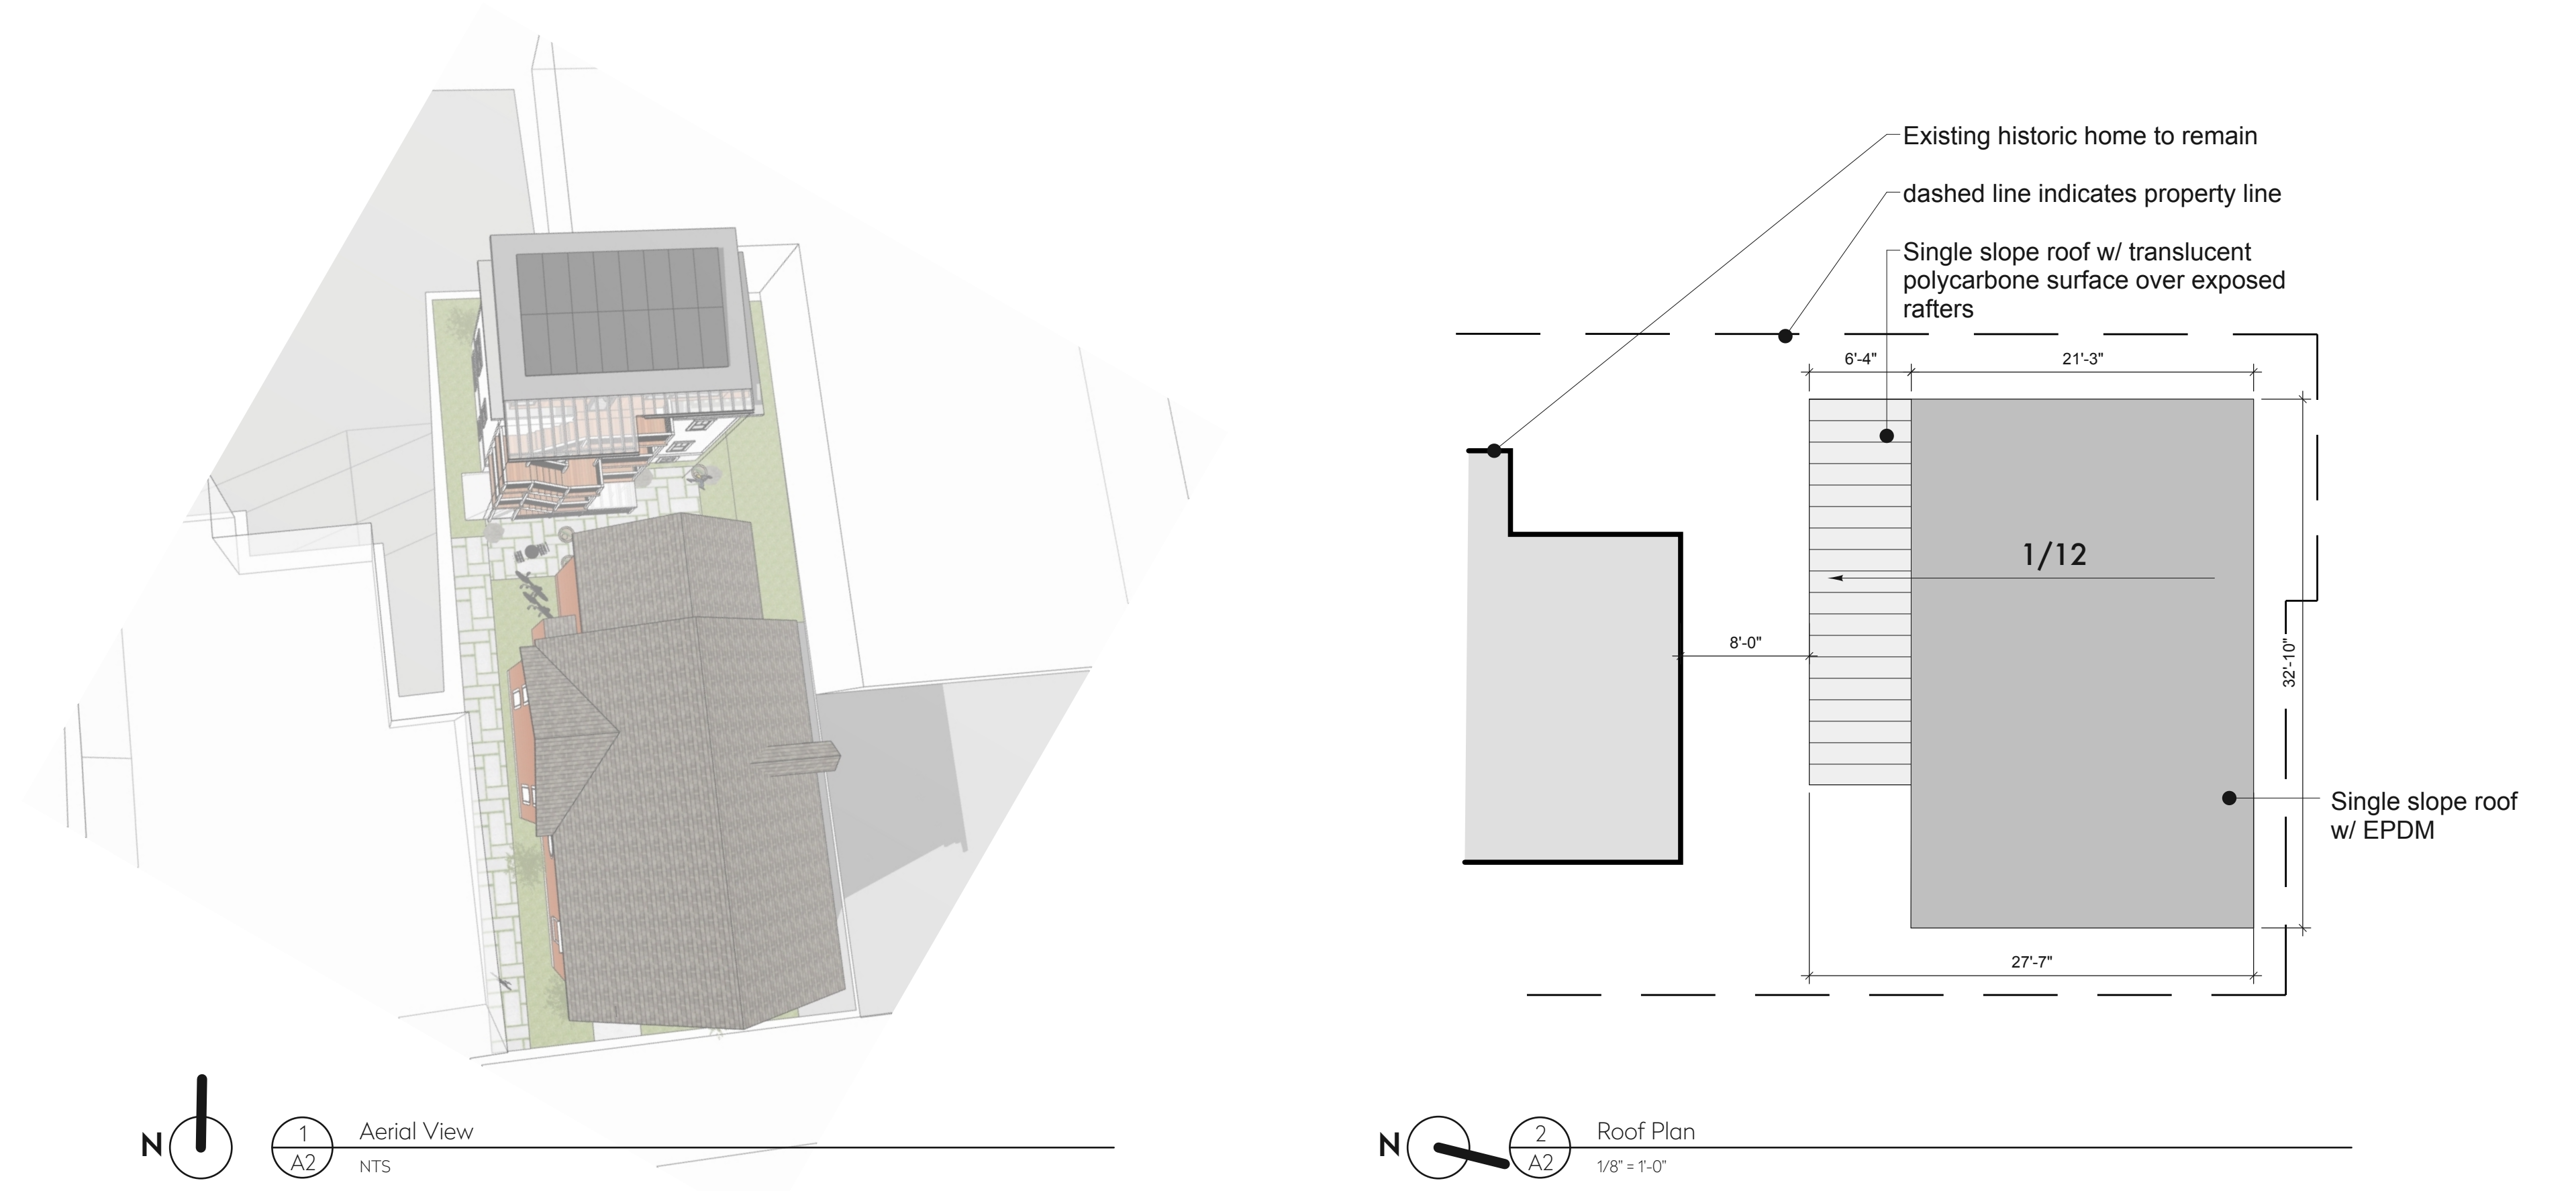 Existing historic home to remain
dashed line indicates property line
Single slope roof w/ translucent
polycarbone surface over exposed
rafters
6'-4"
21'-3"
1/12
8'-0"
32'-10"
Single slope roof
w/ EPDM
27'-7"
N
1
A2
Aerial View
NTS
N
2
A2
Roof Plan
1/8" = 1'-0"